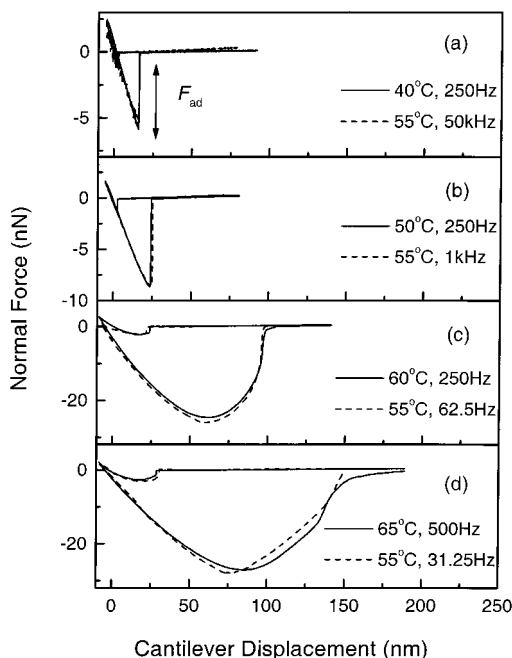 Normal Force (nN)
0
-5
(a)
F_ad
40°C, 250Hz
55°C, 50kHz
0
-5
-10
(b)
50°C, 250Hz
55°C, 1kHz
0
-20
(c)
60°C, 250Hz
55°C, 62.5Hz
0
-20
(d)
65°C, 500Hz
55°C, 31.25Hz
0 50 100 150 200 250
Cantilever Displacement (nm)